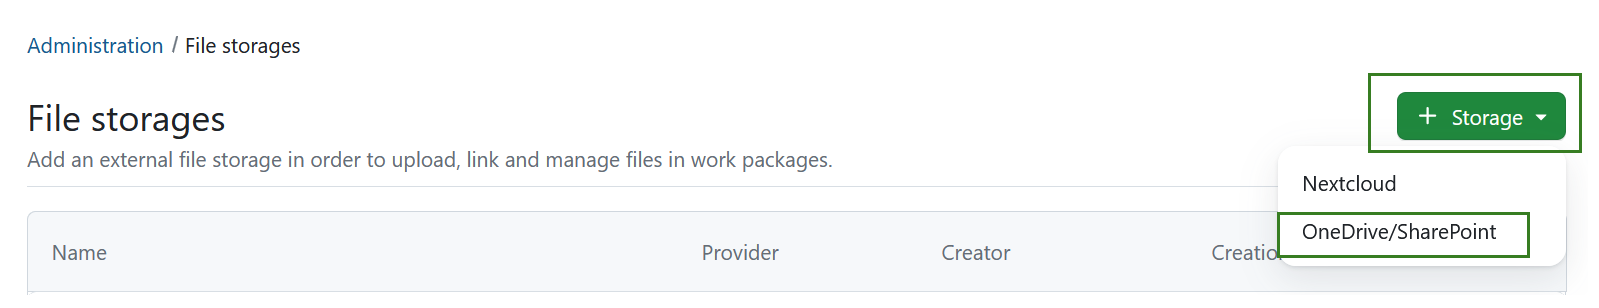 Administration / File storages
File storages
+ Storage
Add an external file storage in order to upload, link and manage files in work packages.
Nextcloud
OneDrive/SharePoint
Name Provider Creator Creatio